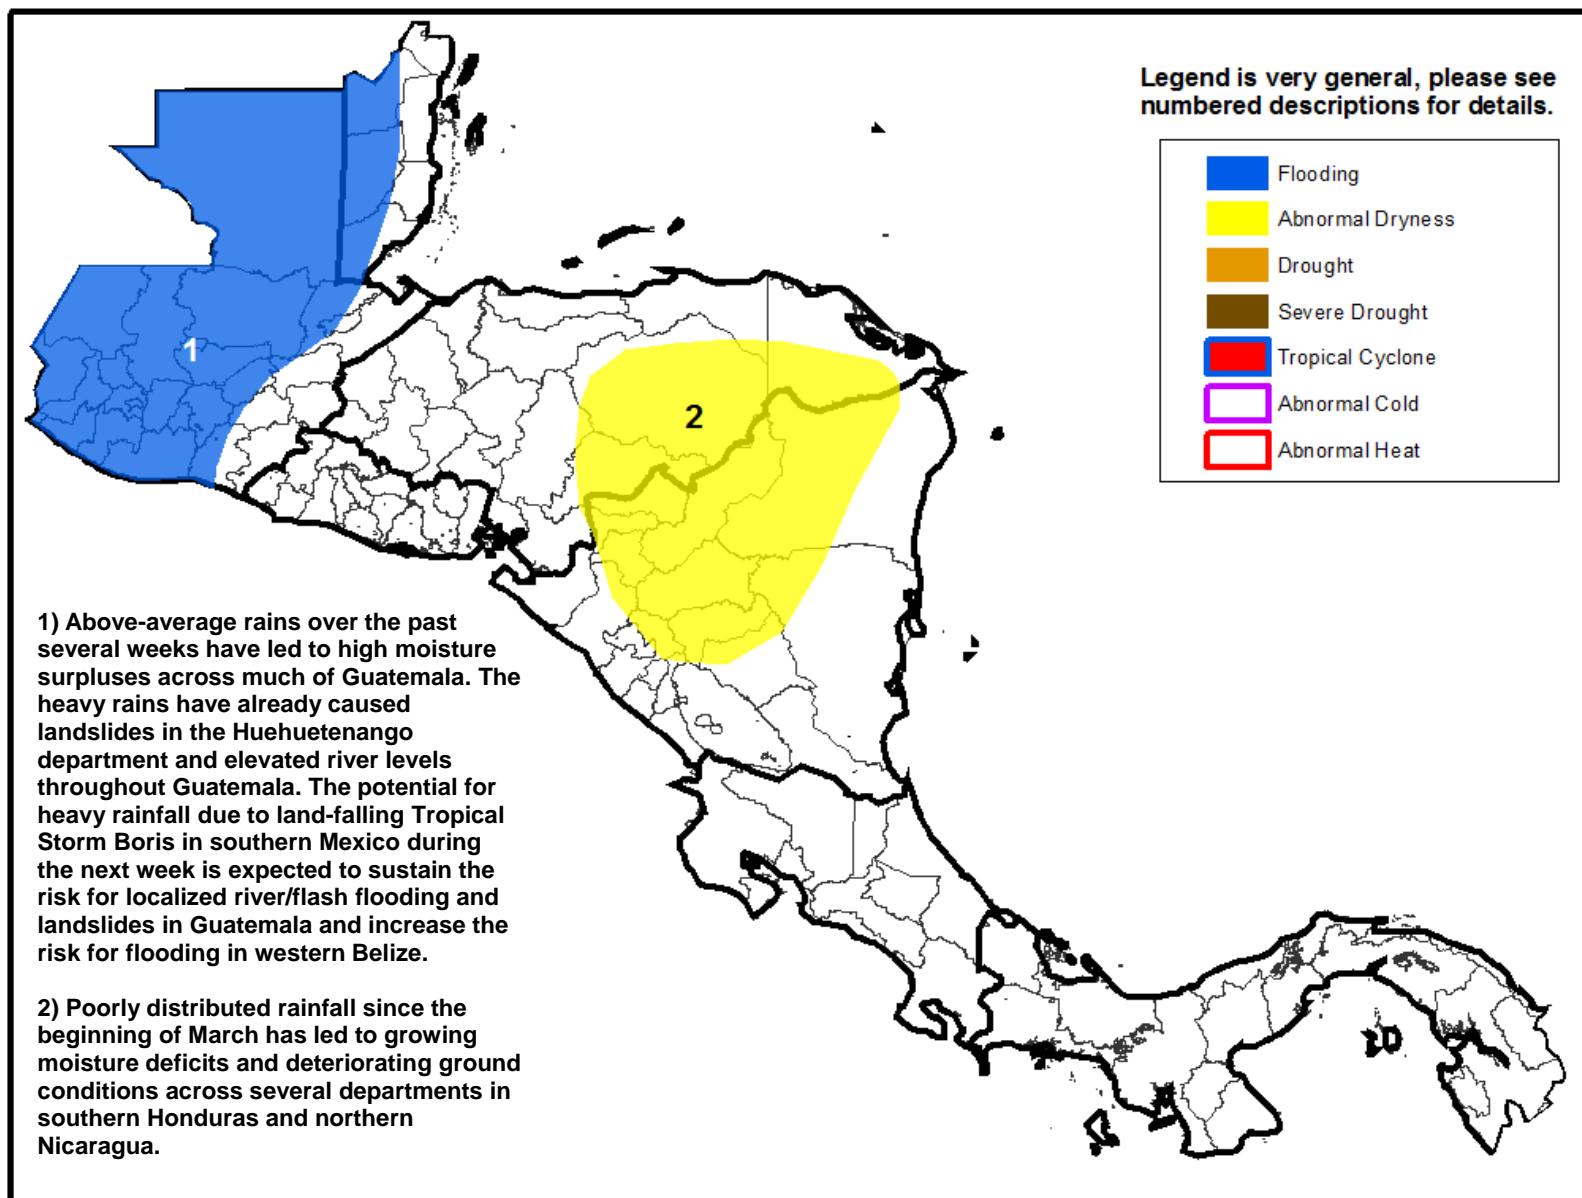 Legend is very general, please see
numbered descriptions for details.
Flooding
Abnormal Dryness
Drought
Severe Drought
Tropical Cyclone
Abnormal Cold
Abnormal Heat
1
2
1) Above-average rains over the past
several weeks have led to high moisture
surpluses across much of Guatemala. The
heavy rains have already caused
landslides in the Huehuetenango
department and elevated river levels
throughout Guatemala. The potential for
heavy rainfall due to land-falling Tropical
Storm Boris in southern Mexico during
the next week is expected to sustain the
risk for localized river/flash flooding and
landslides in Guatemala and increase the
risk for flooding in western Belize.
2) Poorly distributed rainfall since the
beginning of March has led to growing
moisture deficits and deteriorating ground
conditions across several departments in
southern Honduras and northern
Nicaragua.